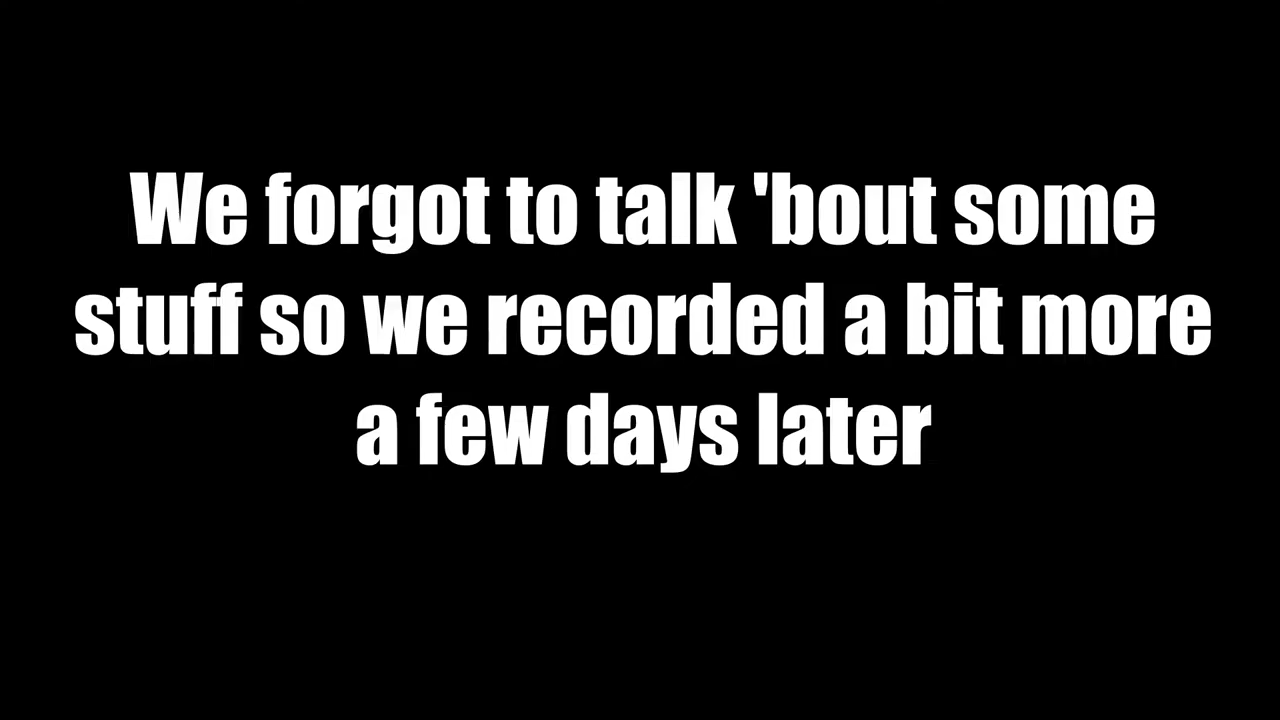 We forgot to talk 'bout some
stuff so we recorded a bit more
a few days later